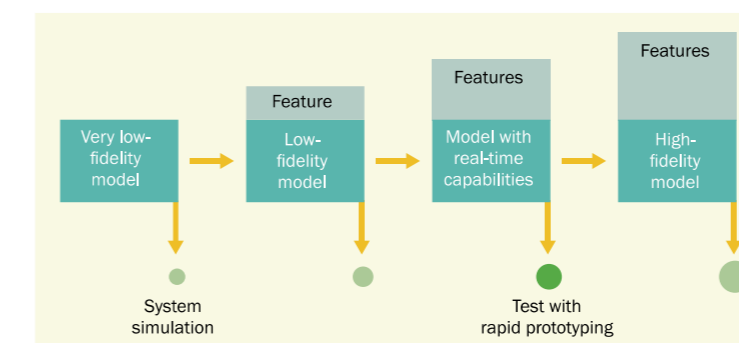 Very low-
fidelity
model
Feature
Low-
fidelity
model
Features
Model with
real-time
capabilities
Features
High-
fidelity
model
System
simulation
Test with
rapid prototyping